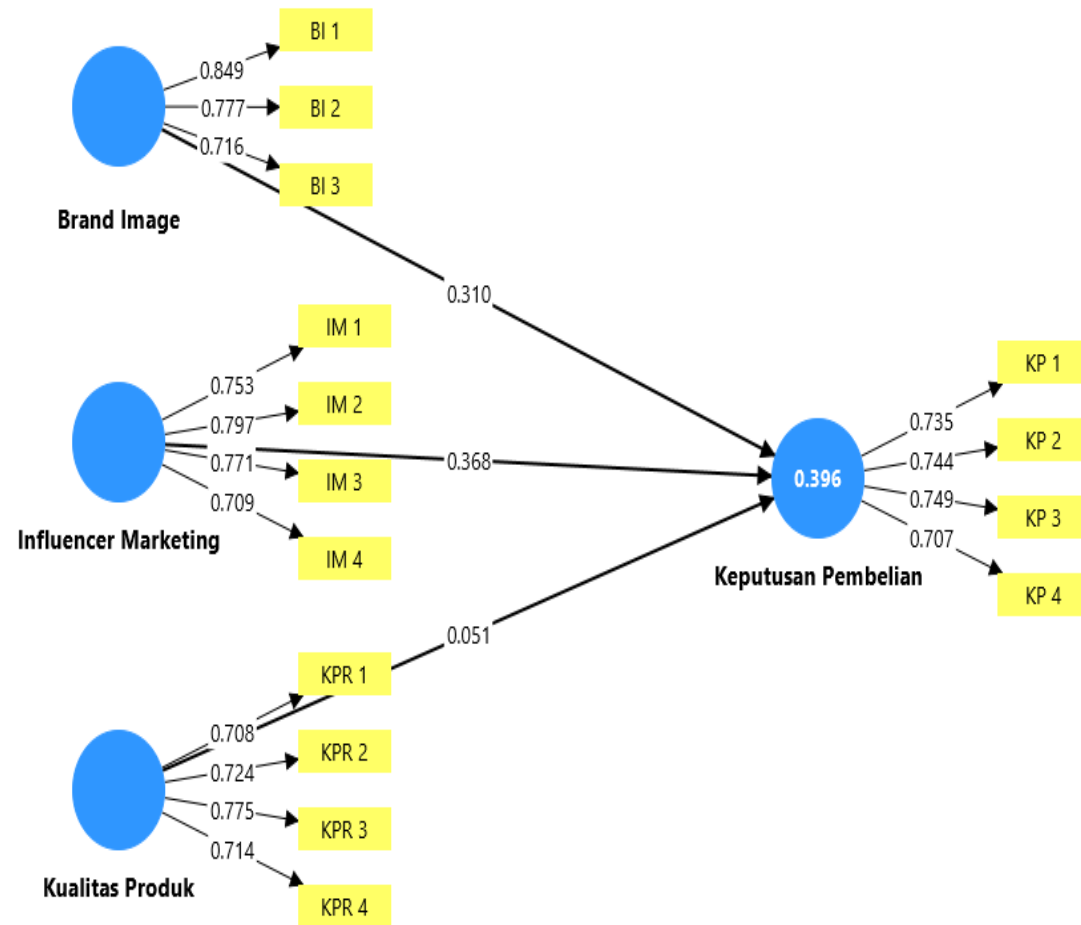 BI 1
0.849
BI 2
0.777
0.716
BI 3
Brand Image
0.310
IM 1
0.753
IM 2
0.797
0.771
IM 3
0.709
IM 4
Influencer Marketing
0.368
KP 1
0.735
KP 2
0.744
0.396
0.749
KP 3
0.707
KP 4
Keputusan Pembelian
0.051
KPR 1
0.708
KPR 2
0.724
0.775
KPR 3
0.714
KPR 4
Kualitas Produk